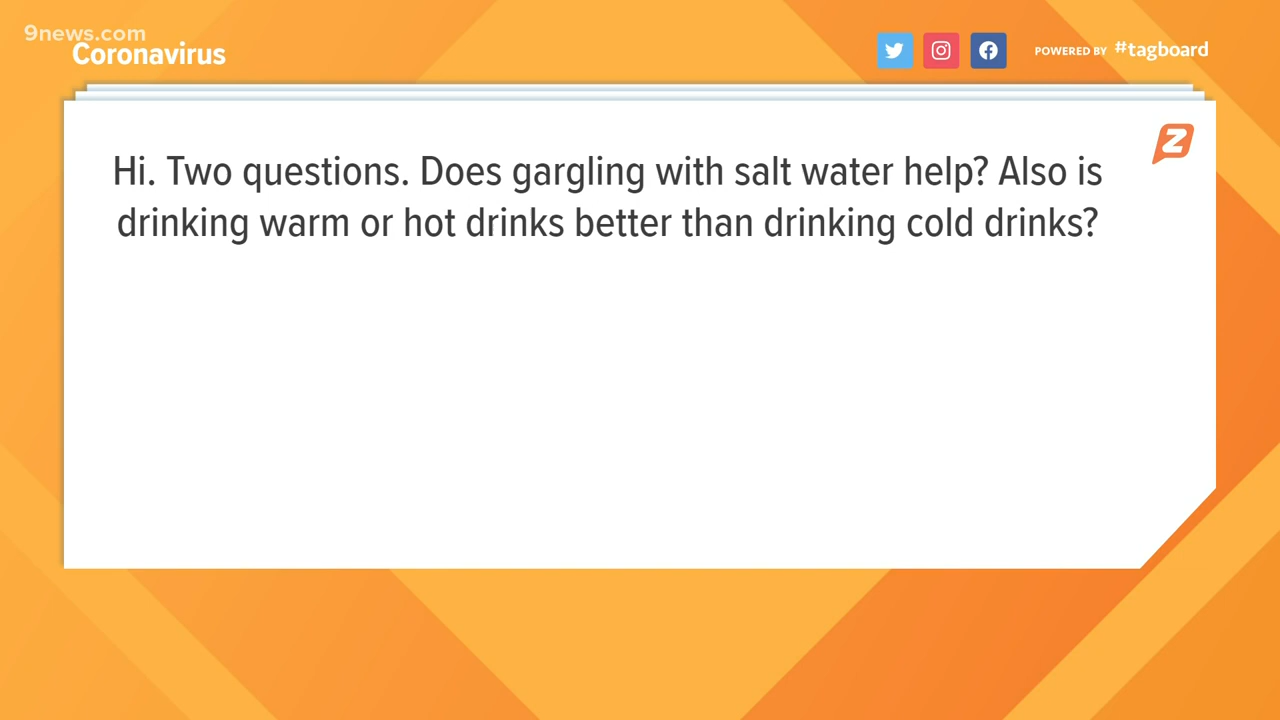 9news.com
Coronavirus
POWERED BY #tagboard
Z
Hi. Two questions. Does gargling with salt water help? Also is
drinking warm or hot drinks better than drinking cold drinks?